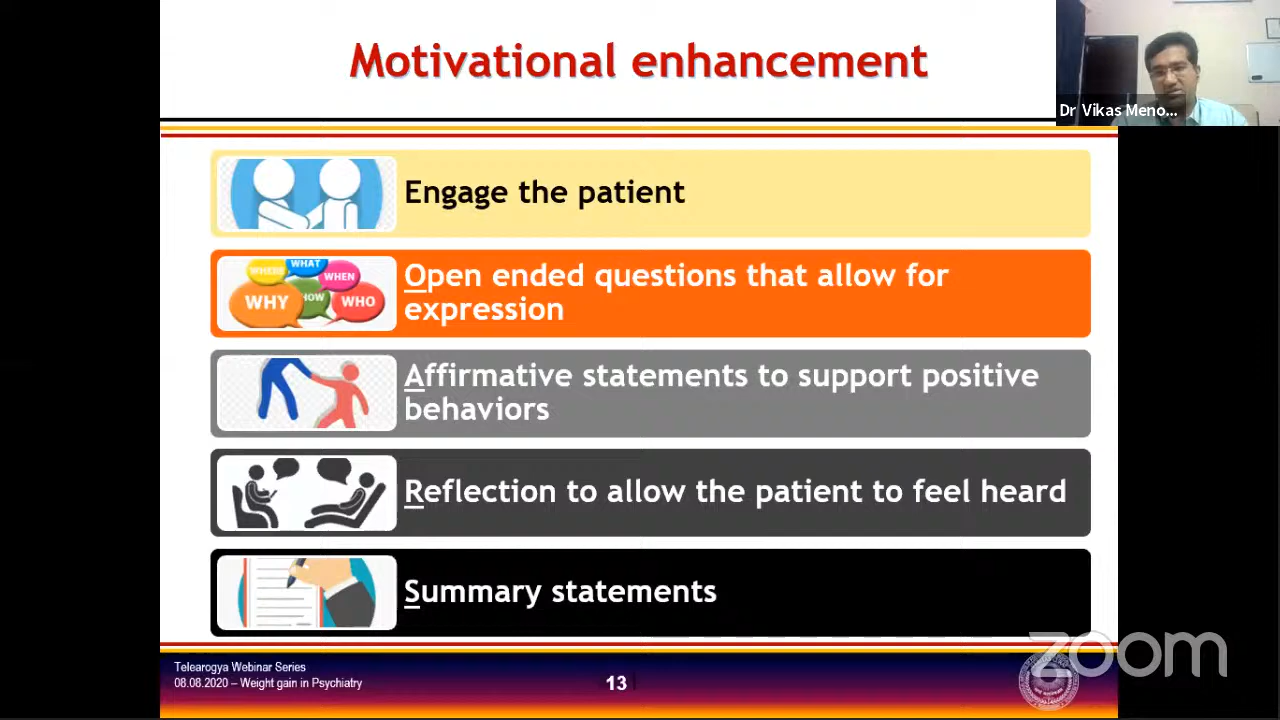 Motivational enhancement
Dr Vikas Meno...
Engage the patient
WHERE
WHAT
WHEN
WHY
HOW
WHO
Open ended questions that allow for
expression
Affirmative statements to support positive
behaviors
Reflection to allow the patient to feel heard
Summary statements
zoom
Telearogya Webinar Series
08.08.2020 – Weight gain in Psychiatry
13